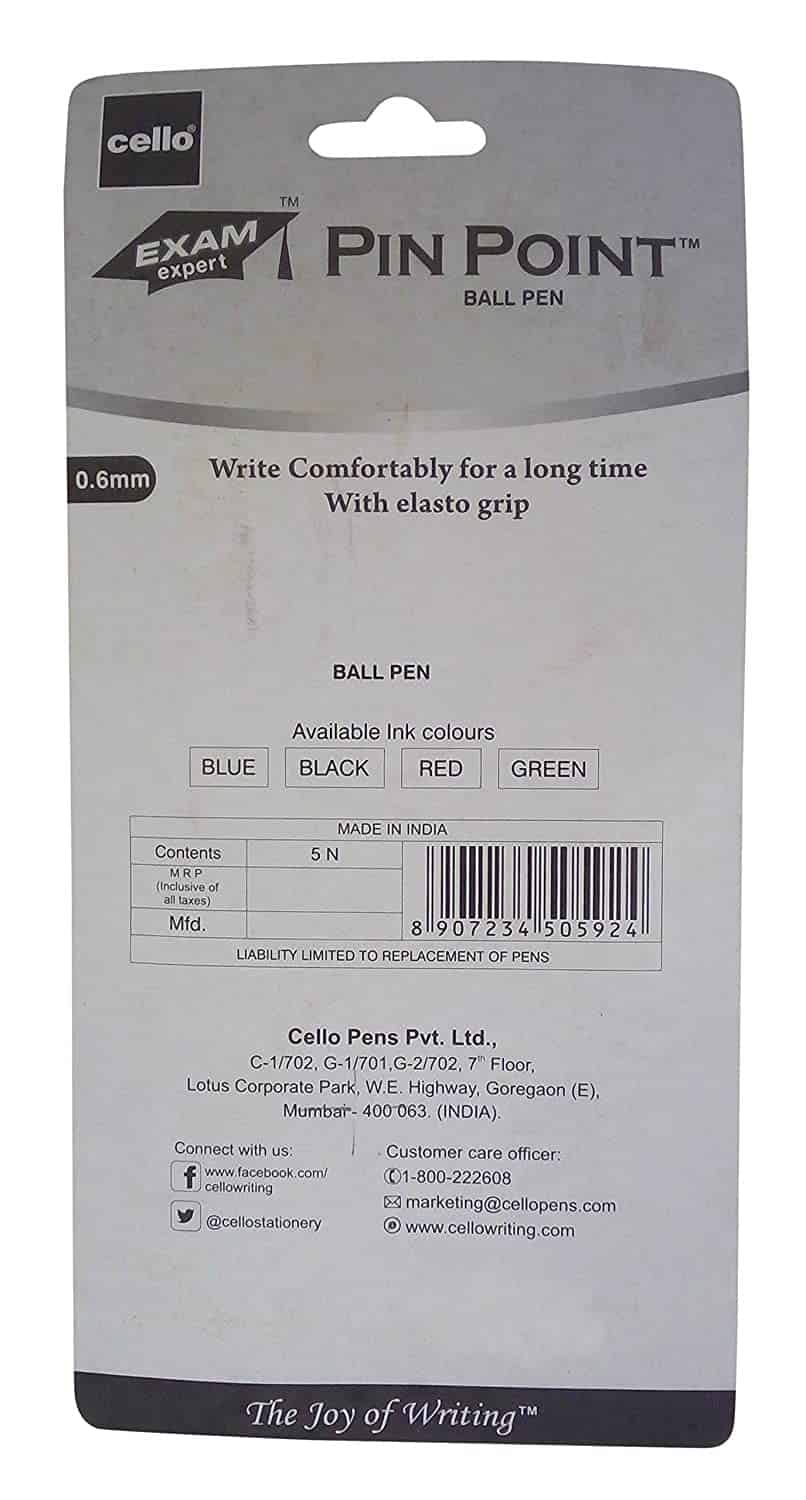 cello®
EXAM
expert ™
PIN POINT™
BALL PEN
0.6mm
Write Comfortably for a long time
With elasto grip
BALL PEN
Available Ink colours
BLUE BLACK RED GREEN
MADE IN INDIA
Contents 5 N
M R P
(Inclusive of
all taxes)
Mfd.
8 907234 505924
LIABILITY LIMITED TO REPLACEMENT OF PENS
Cello Pens Pvt. Ltd.,
C-1/702, G-1/701,G-2/702, 7th Floor,
Lotus Corporate Park, W.E. Highway, Goregaon (E),
Mumbai - 400 063. (INDIA).
Connect with us:
www.facebook.com/
cellowriting
@cellostationery
Customer care officer:
1-800-222608
marketing@cellopens.com
www.cellowriting.com
The Joy of Writing™